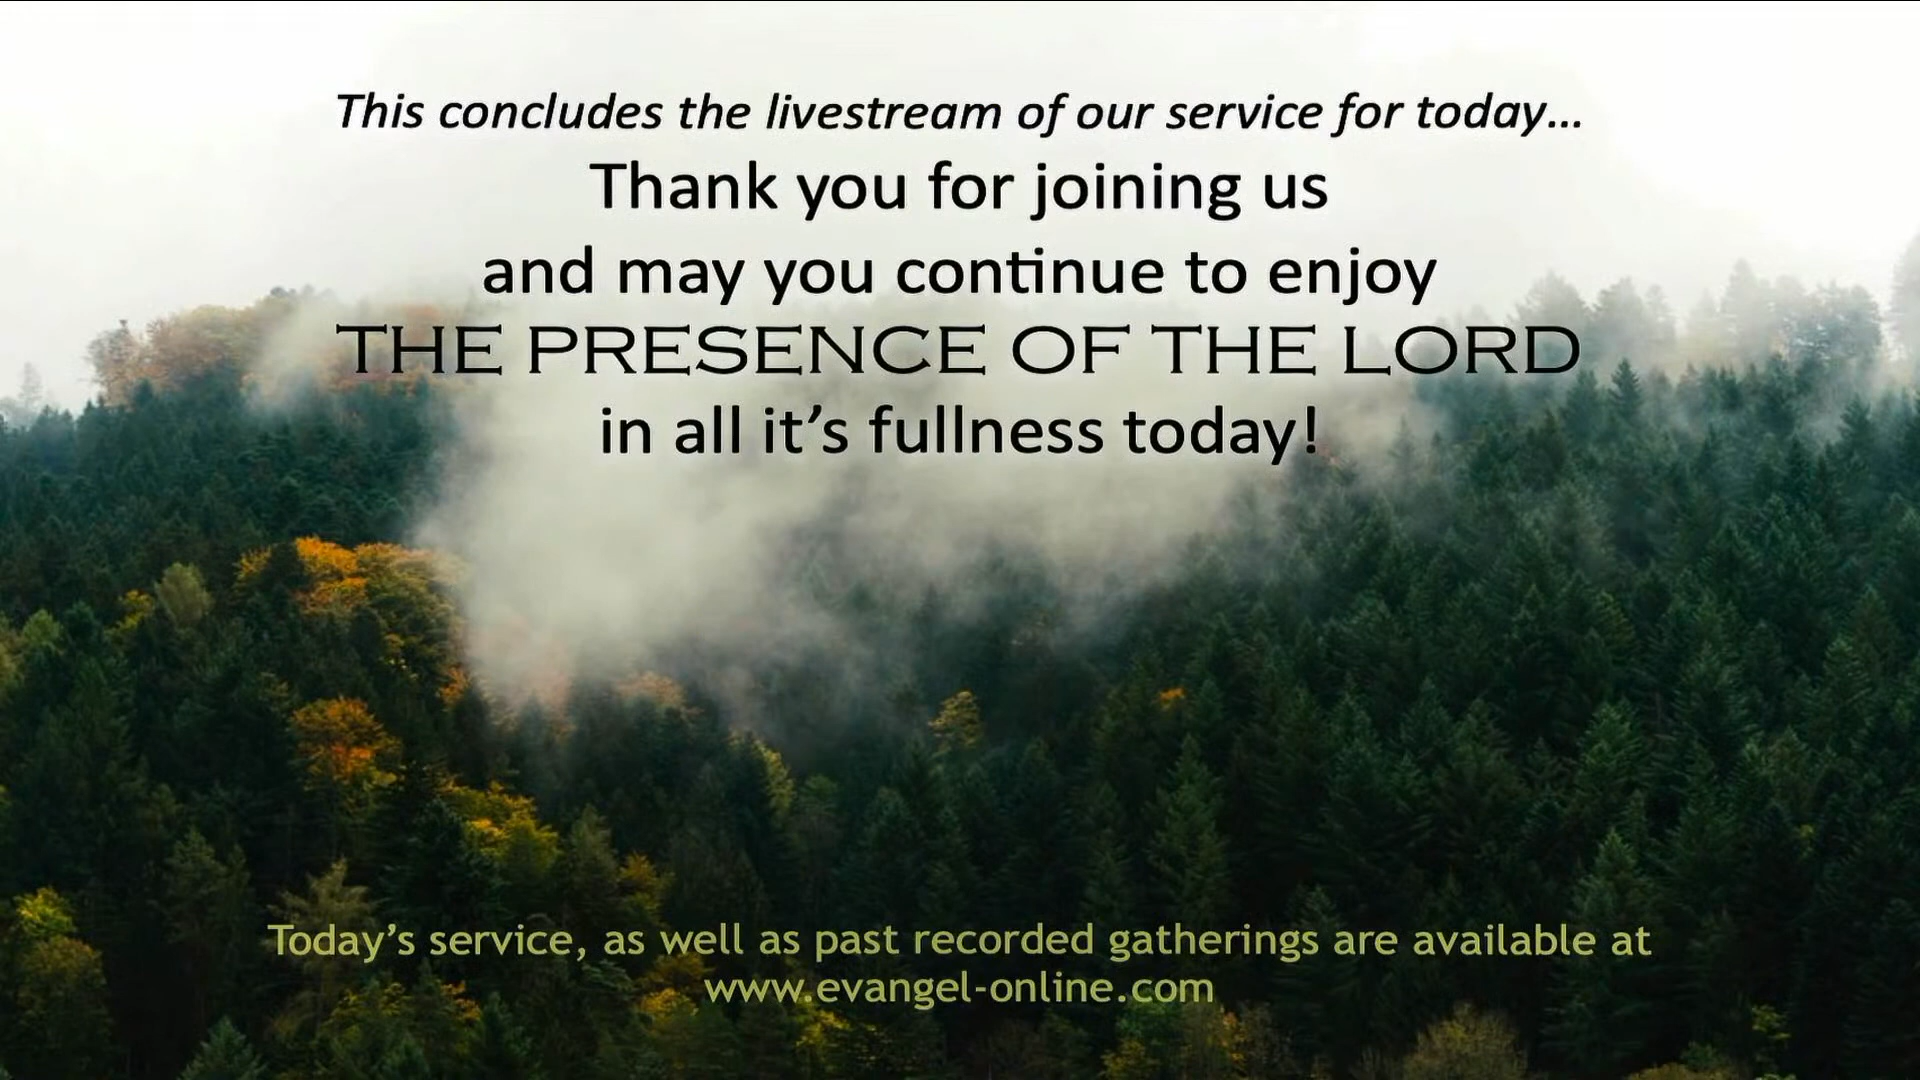 This concludes the livestream of our service for today...
Thank you for joining us
and may you continue to enjoy
THE PRESENCE OF THE LORD
in all it’s fullness today!
Today’s service, as well as past recorded gatherings are available at
www.evangel-online.com